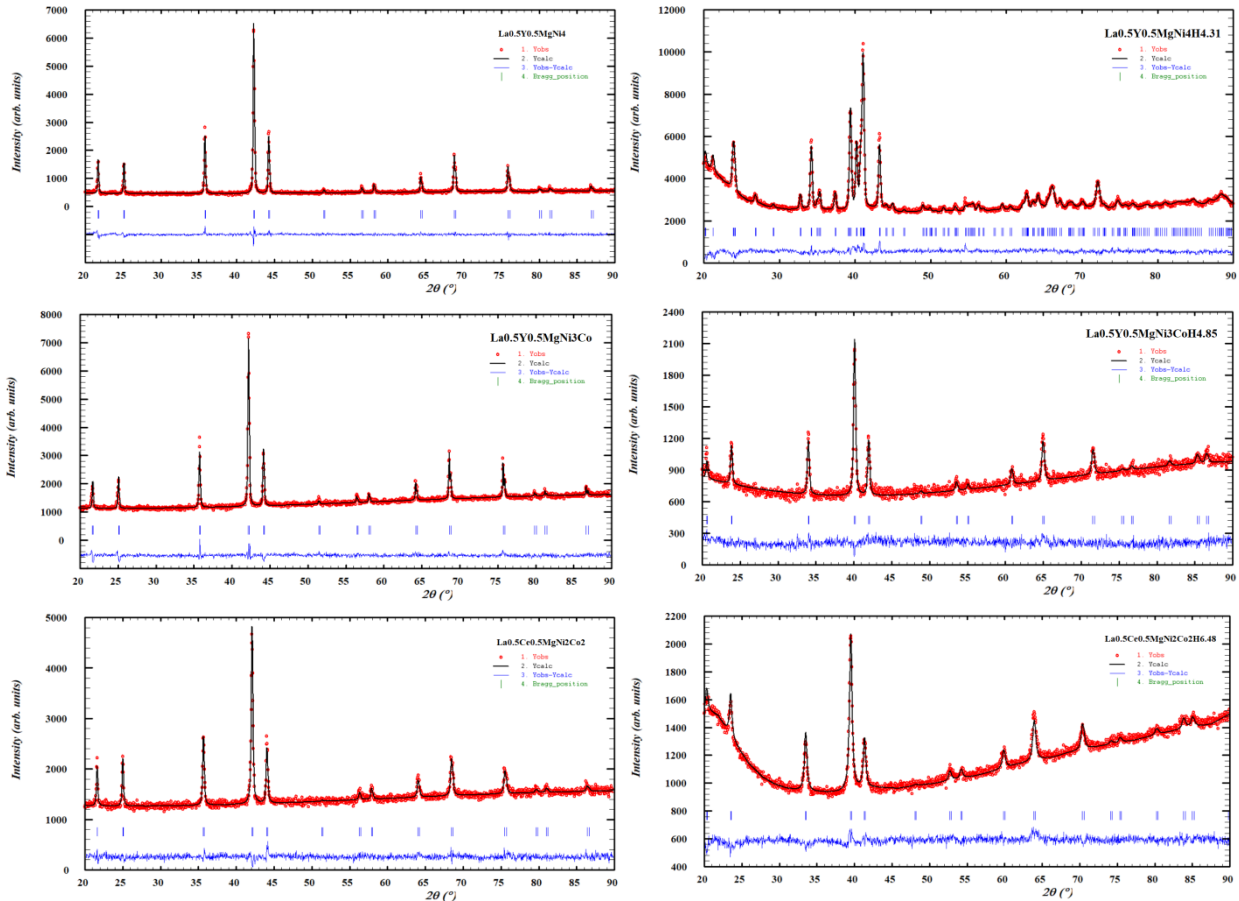 La0.5Y0.5MgNi4
1. Yobs
2. Ycalc
3. Yobs-Ycalc
4. Bragg_position
Intensity (arb. units)
7000
6000
5000
4000
3000
2000
1000
0
20 25 30 35 40 45 50 55 60 65 70 75 80 85 90
2θ (°)
La0.5Y0.5MgNi4H4.31
1. Yobs
2. Ycalc
3. Yobs-Ycalc
4. Bragg_position
Intensity (arb. units)
12000
10000
8000
6000
4000
2000
0
20 25 30 35 40 45 50 55 60 65 70 75 80 85 90
2θ (°)
La0.5Y0.5MgNi3Co
1. Yobs
2. Ycalc
3. Yobs-Ycalc
4. Bragg_position
Intensity (arb. units)
8000
7000
6000
5000
4000
3000
2000
1000
0
20 25 30 35 40 45 50 55 60 65 70 75 80 85 90
2θ (°)
La0.5Y0.5MgNi3CoH4.85
1. Yobs
2. Ycalc
3. Yobs-Ycalc
4. Bragg_position
Intensity (arb. units)
2400
2100
1800
1500
1200
900
600
300
0
20 25 30 35 40 45 50 55 60 65 70 75 80 85 90
2θ (°)
La0.5Ce0.5MgNi2Co2
1. Yobs
2. Ycalc
3. Yobs-Ycalc
4. Bragg_position
Intensity (arb. units)
5000
4000
3000
2000
1000
0
20 25 30 35 40 45 50 55 60 65 70 75 80 85 90
2θ (°)
La0.5Ce0.5MgNi2Co2H6.48
1. Yobs
2. Ycalc
3. Yobs-Ycalc
4. Bragg_position
Intensity (arb. units)
2200
2000
1800
1600
1400
1200
1000
800
600
400
20 25 30 35 40 45 50 55 60 65 70 75 80 85 90
2θ (°)